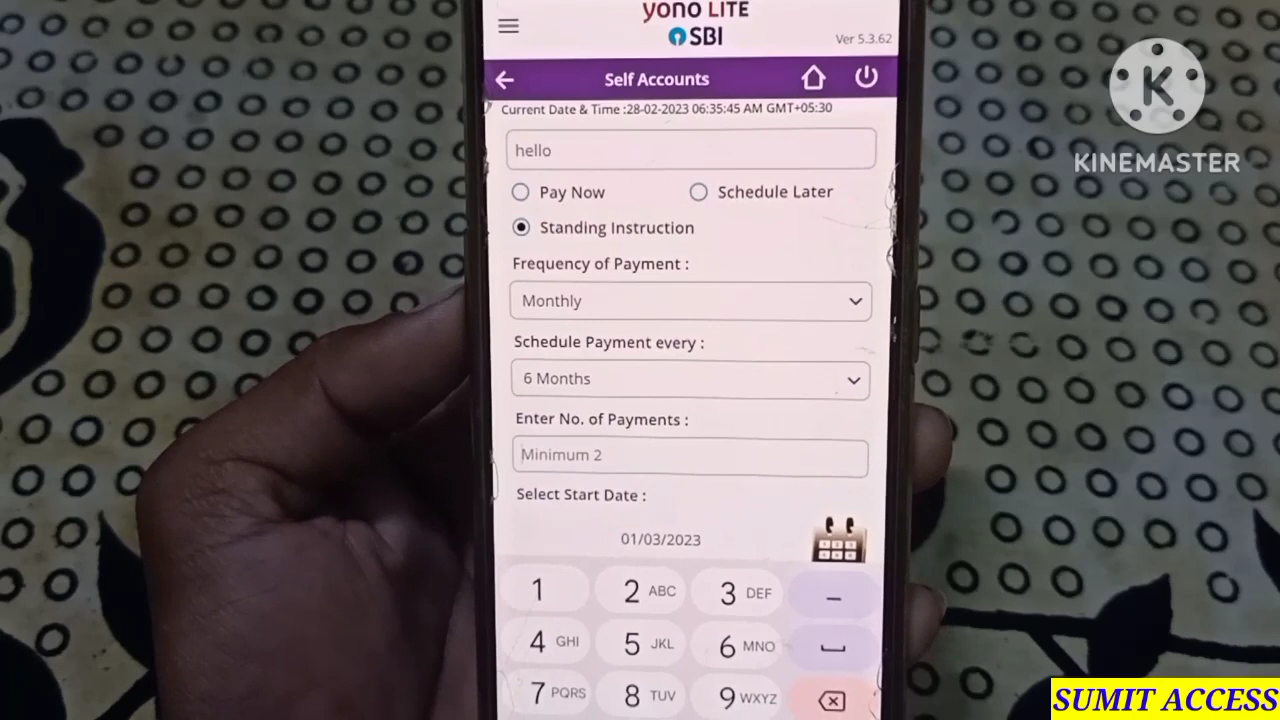 yono LITE
SBI
Ver 5.3.62
Self Accounts
Current Date & Time :28-02-2023 06:35:45 AM GMT+05:30
hello
Pay Now
Schedule Later
Standing Instruction
Frequency of Payment :
Monthly
Schedule Payment every :
6 Months
Enter No. of Payments :
Minimum 2
Select Start Date :
01/03/2023
1
2 ABC
3 DEF
4 GHI
5 JKL
6 MNO
7 PQRS
8 TUV
9 WXYZ
K
KINEMASTER
SUMIT ACCESS